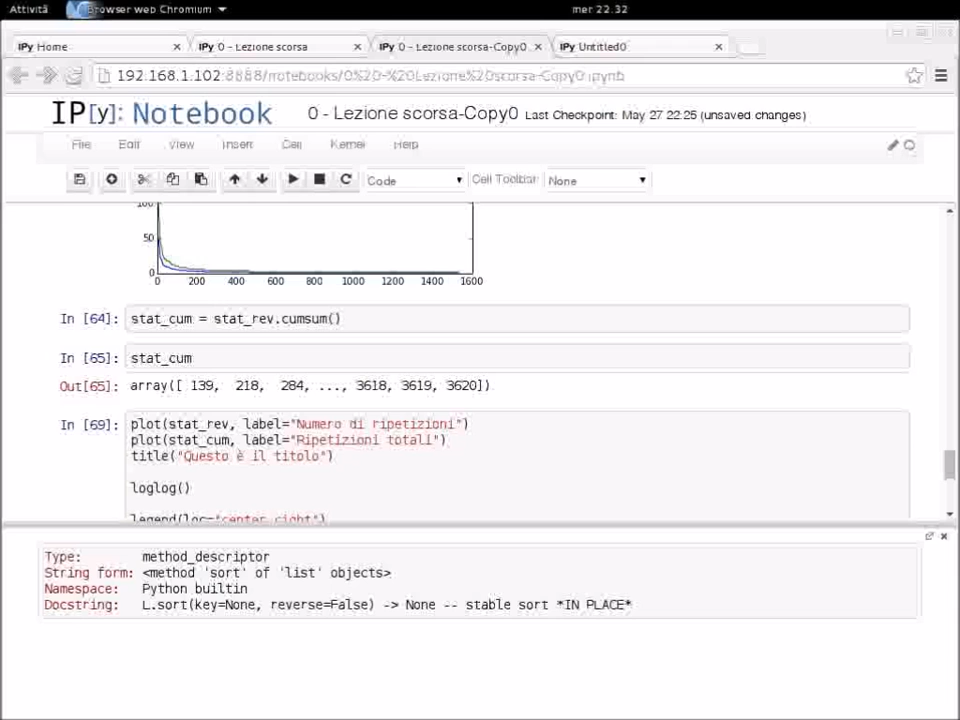 Attività Browser web Chromium mer 22.32
IPy Home × IPy 0 - Lezione scorsa × IPy 0 - Lezione scorsa-Copy0 × IPy Untitled0 ×
192.168.1.102:8888/notebooks/0%20-%20Lezione%20scorsa-Copy0.ipynb
IP[y]: Notebook 0 - Lezione scorsa-Copy0 Last Checkpoint: May 27 22:25 (unsaved changes)
File Edit View Insert Cell Kernel Help
Code Cell Toolbar: None
100
50
0
0 200 400 600 800 1000 1200 1400 1600
In [64]: stat_cum = stat_rev.cumsum()
In [65]: stat_cum
Out[65]: array([ 139, 218, 284, ..., 3618, 3619, 3620])
In [69]: plot(stat_rev, label="Numero di ripetizioni")
plot(stat_cum, label="Ripetizioni totali")
title("Questo è il titolo")
loglog()
legend(loc="center right")
Type: method_descriptor
String form: <method 'sort' of 'list' objects>
Namespace: Python builtin
Docstring: L.sort(key=None, reverse=False) -> None -- stable sort *IN PLACE*